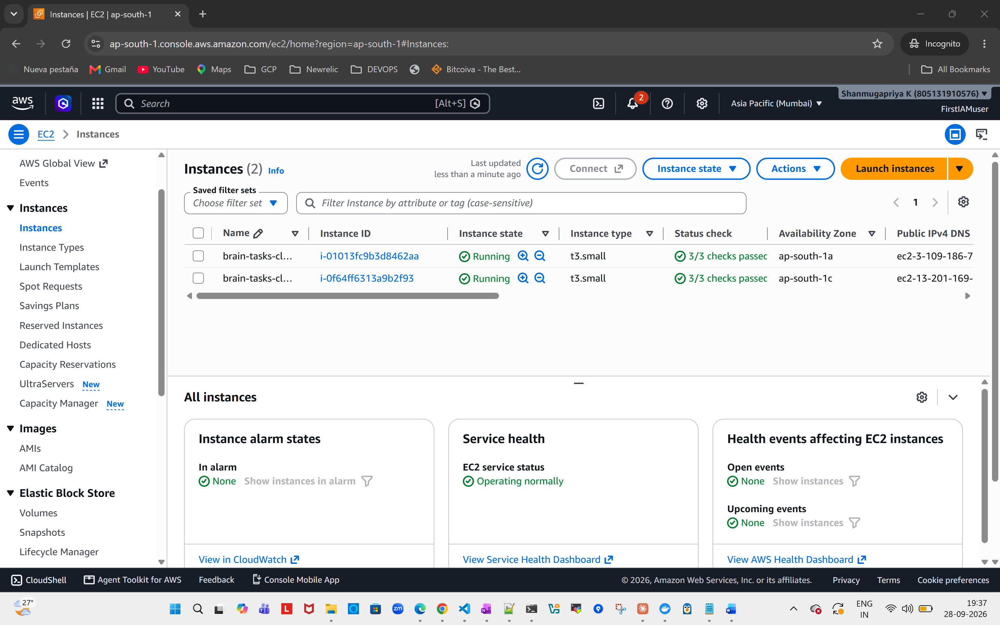 Instances | EC2 | ap-south-1
ap-south-1.console.aws.amazon.com/ec2/home?region=ap-south-1#Instances:
Incognito
Nueva pestaña
Gmail
YouTube
Maps
GCP
Newrelic
DEVOPS
Bitcoiva - The Best...
All Bookmarks
aws
Search
[Alt+S]
2
Asia Pacific (Mumbai)
Shanmugapriya K (805131910576)
FirstIAMuser
EC2
Instances
AWS Global View
Events
Instances
Instances
Instance Types
Launch Templates
Spot Requests
Savings Plans
Reserved Instances
Dedicated Hosts
Capacity Reservations
UltraServers New
Capacity Manager New
Images
AMIs
AMI Catalog
Elastic Block Store
Volumes
Snapshots
Lifecycle Manager
Instances (2) Info
Last updated
less than a minute ago
Connect
Instance state
Actions
Launch instances
Saved filter sets
Choose filter set
Filter Instance by attribute or tag (case-sensitive)
1
Name Instance ID Instance state Instance type Status check Availability Zone Public IPv4 DNS
brain-tasks-cl... i-01013fc9b3d8462aa Running t3.small 3/3 checks passec ap-south-1a ec2-3-109-186-7
brain-tasks-cl... i-0f64ff6313a9b2f93 Running t3.small 3/3 checks passec ap-south-1c ec2-13-201-169-
All instances
Instance alarm states
In alarm
None Show instances in alarm
View in CloudWatch
Service health
EC2 service status
Operating normally
View Service Health Dashboard
Health events affecting EC2 instances
Open events
None Show instances
Upcoming events
None Show instances
View AWS Health Dashboard
CloudShell
Agent Toolkit for AWS
Feedback
Console Mobile App
© 2026, Amazon Web Services, Inc. or its affiliates.
Privacy
Terms
Cookie preferences
27°
L
zm
ENG
IN
19:37
28-09-2026